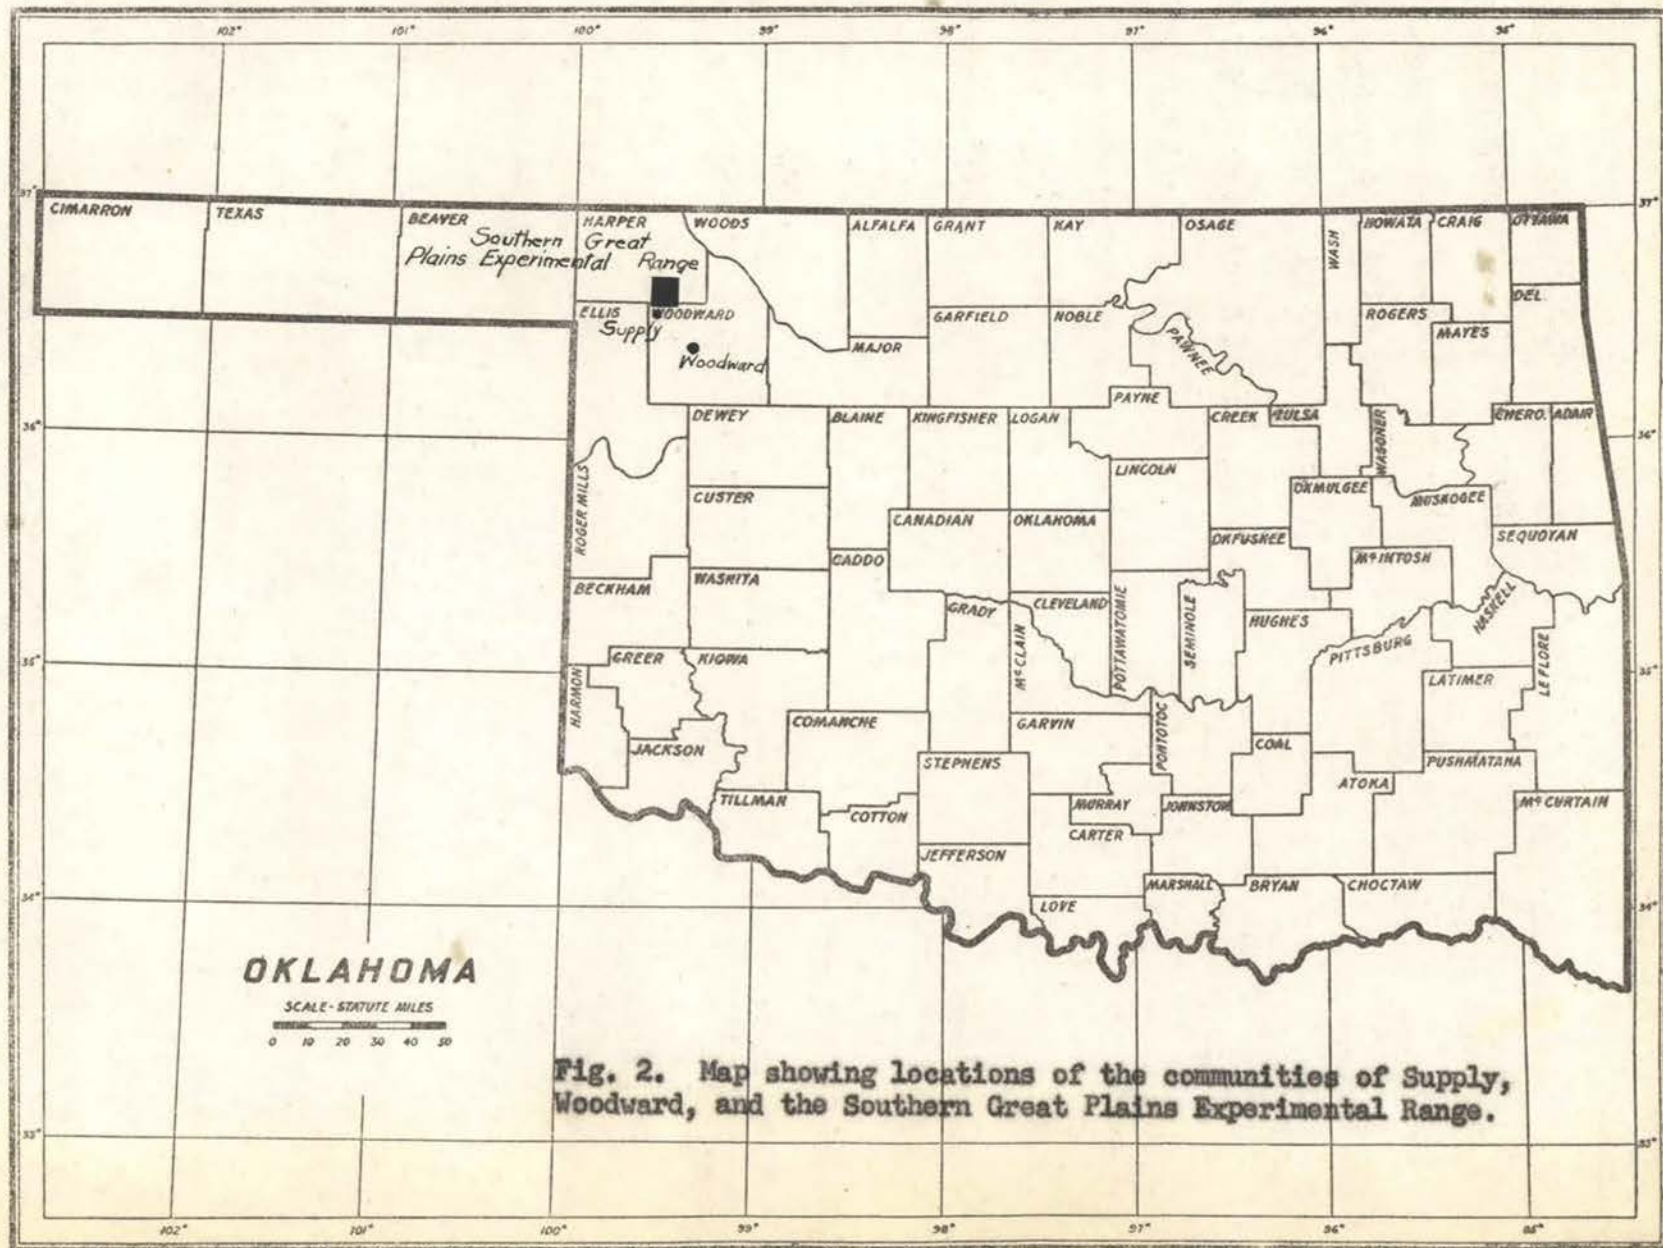 102° 101° 100° 99° 98° 97° 96° 95°
37° 37°
CIMARRON TEXAS BEAVER HARPER WOODS ALFALFA GRANT KAY OSAGE WASH NOWATA CRAIG OTTAWA
Southern Great
Plains Experimental Range
ELLIS WOODWARD GARFIELD NOBLE PAWNEE ROGERS DEL.
Supply
MAJOR MAYES
Woodward
PAYNE
DEWEY BLAINE KINGFISHER LOGAN CREEK TULSA WAGONER CHERO. ADAIR
36° 36°
ROGER MILLS CUSTER LINCOLN OKMULGEE MUSKOGEE
CANADIAN OKLAHOMA OKFUSKEE SEQUOYAH
CADDO McINTOSH
BECKHAM WASHITA GRADY CLEVELAND POTTAWATOMIE SEMINOLE HUGHES HASKELL
35° 35°
HARMON GREER KIOWA McCLAIN PITTSBURG LATIMER LE FLORE
COMANCHE GARVIN PONTOTOC
JACKSON STEPHENS COAL PUSHMATAHA
TILLMAN COTTON MURRAY JOHNSTON ATOKA McCURTAIN
CARTER
JEFFERSON MARSHALL BRYAN CHOCTAW
34° 34°
LOVE
OKLAHOMA
SCALE - STATUTE MILES
0 10 20 30 40 50
Fig. 2. Map showing locations of the communities of Supply,
Woodward, and the Southern Great Plains Experimental Range.
33° 33°
102° 101° 100° 99° 98° 97° 96° 95°